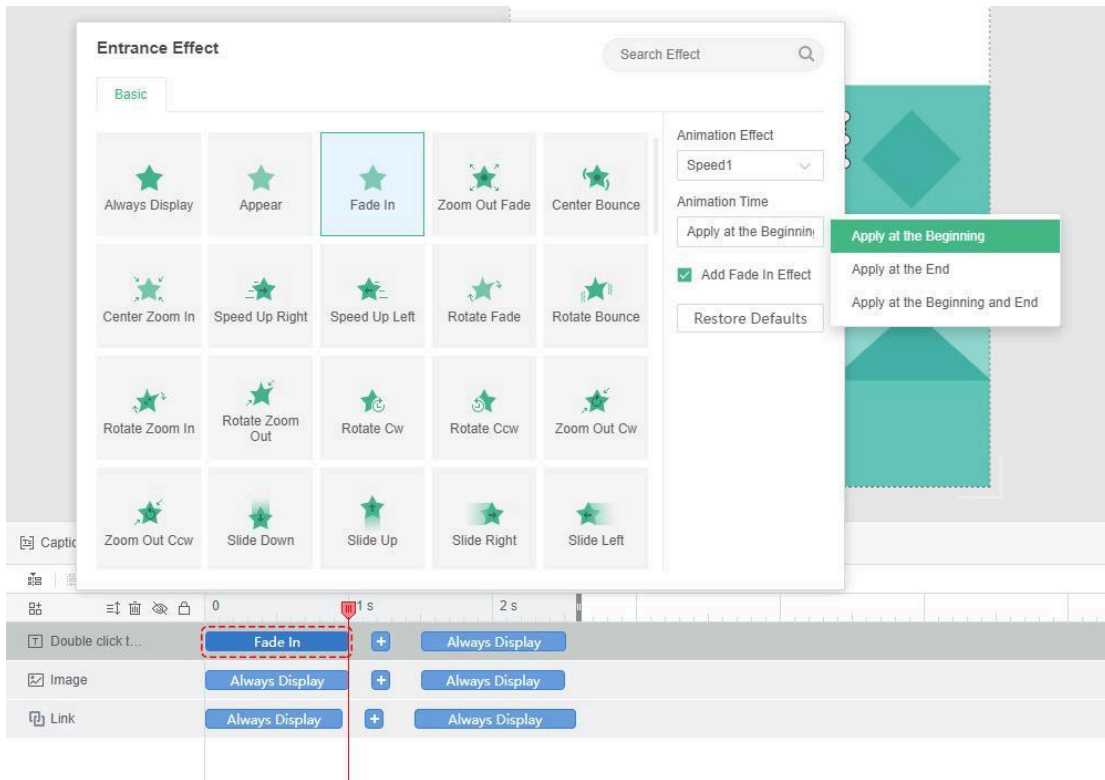 Entrance Effect
Search Effect
Basic
Always Display
Appear
Fade In
Zoom Out Fade
Center Bounce
Center Zoom In
Speed Up Right
Speed Up Left
Rotate Fade
Rotate Bounce
Rotate Zoom In
Rotate Zoom
Out
Rotate Cw
Rotate Ccw
Zoom Out Cw
Zoom Out Ccw
Slide Down
Slide Up
Slide Right
Slide Left
Animation Effect
Speed1
Animation Time
Apply at the Beginning
Add Fade In Effect
Restore Defaults
Apply at the Beginning
Apply at the End
Apply at the Beginning and End
Captic
0 1 s 2 s
Double click t... Fade In + Always Display
Image Always Display + Always Display
Link Always Display + Always Display